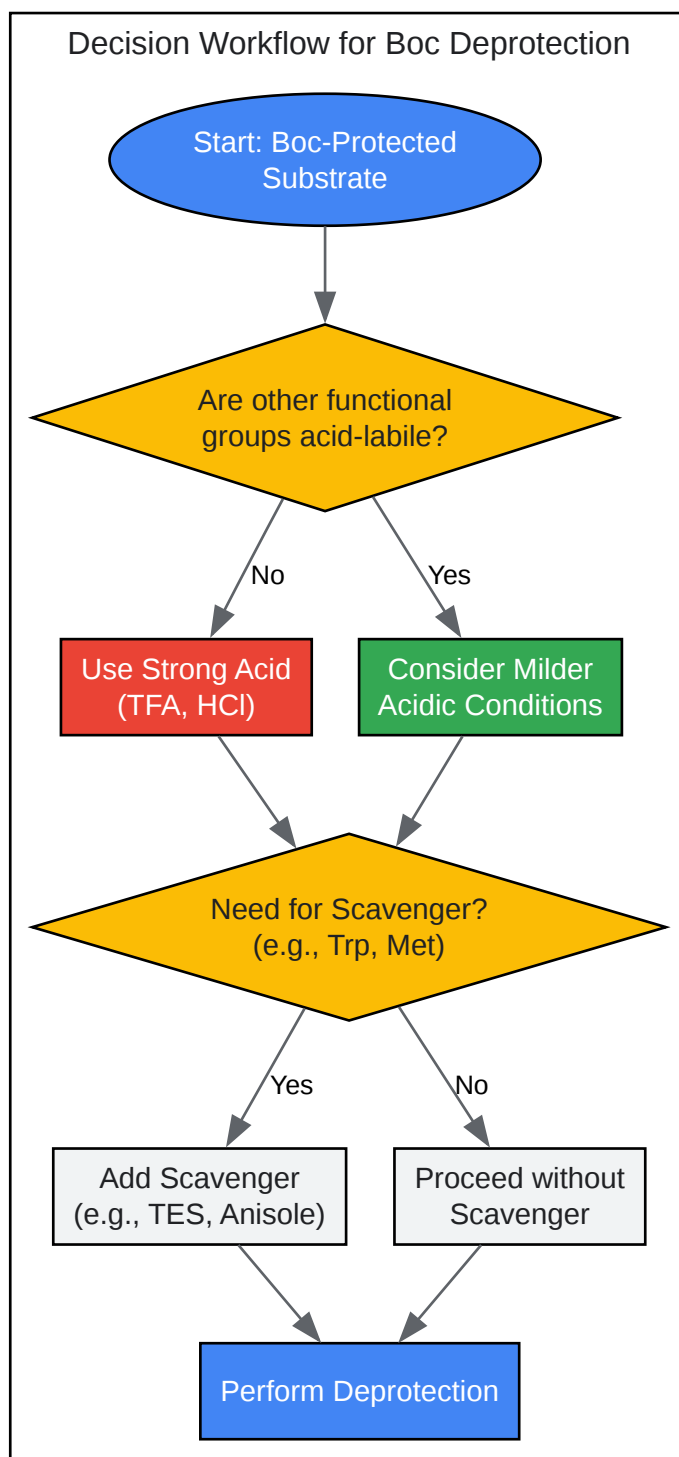 Decision Workflow for Boc Deprotection
Start: Boc-Protected
Substrate
Are other functional
groups acid-labile?
No
Yes
Use Strong Acid
(TFA, HCl)
Consider Milder
Acidic Conditions
Need for Scavenger?
(e.g., Trp, Met)
Yes
No
Add Scavenger
(e.g., TES, Anisole)
Proceed without
Scavenger
Perform Deprotection